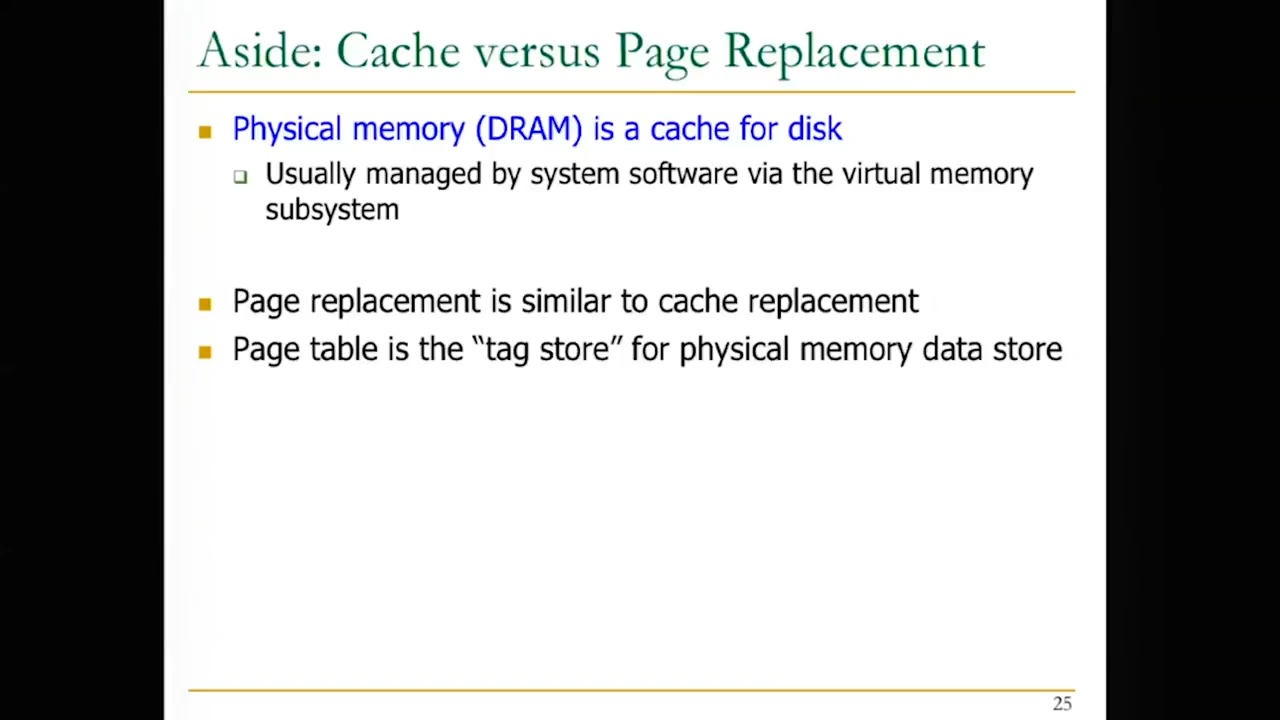 Aside: Cache versus Page Replacement
Physical memory (DRAM) is a cache for disk
Usually managed by system software via the virtual memory
subsystem
Page replacement is similar to cache replacement
Page table is the “tag store” for physical memory data store
25